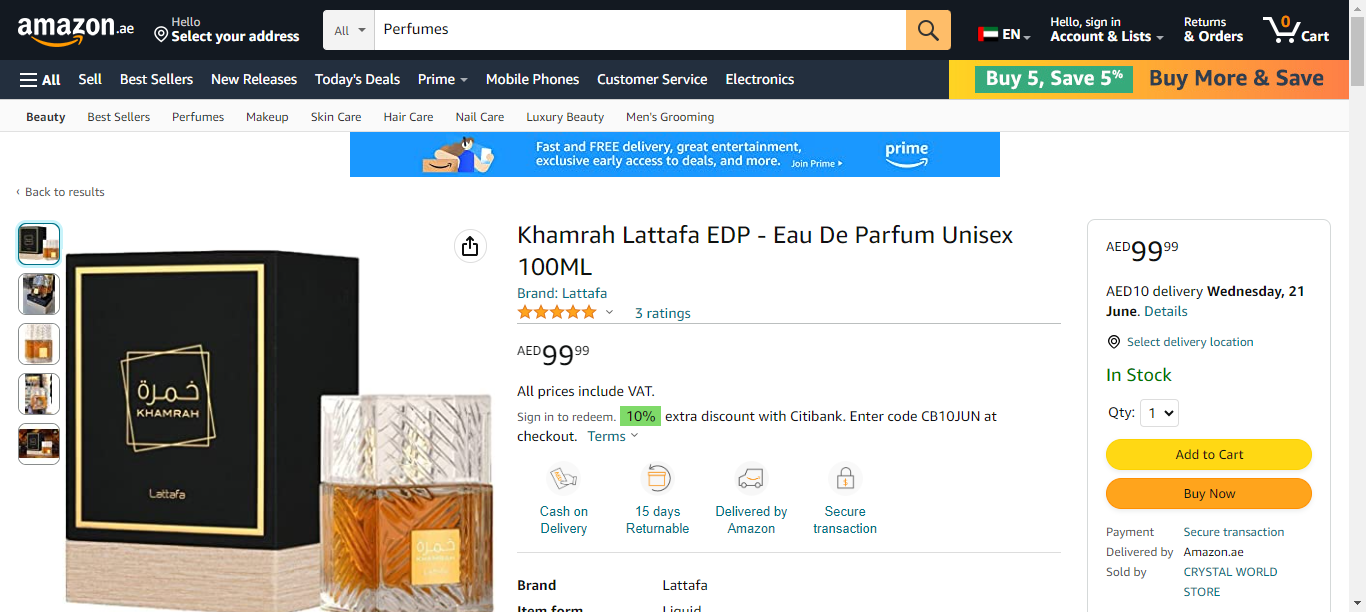 amazon.ae
Hello
Select your address
All
Perfumes
EN
Hello, sign in
Account & Lists
Returns
& Orders
0
Cart
All
Sell
Best Sellers
New Releases
Today's Deals
Prime
Mobile Phones
Customer Service
Electronics
Buy 5, Save 5%
Buy More & Save
Beauty
Best Sellers
Perfumes
Makeup
Skin Care
Hair Care
Nail Care
Luxury Beauty
Men's Grooming
Fast and FREE delivery, great entertainment,
exclusive early access to deals, and more. Join Prime
prime
‹ Back to results
خمرة
KHAMRAH
Lattafa
خمرة
KHAMRAH
Lattafa
Khamrah Lattafa EDP - Eau De Parfum Unisex
100ML
Brand: Lattafa
3 ratings
AED99 99
All prices include VAT.
Sign in to redeem. 10% extra discount with Citibank. Enter code CB10JUN at
checkout. Terms
Cash on
Delivery
15 days
Returnable
Delivered by
Amazon
Secure
transaction
Brand Lattafa
Item form Liquid
AED99 99
AED10 delivery Wednesday, 21
June. Details
Select delivery location
In Stock
Qty: 1
Add to Cart
Buy Now
Payment Secure transaction
Delivered by Amazon.ae
Sold by CRYSTAL WORLD
STORE